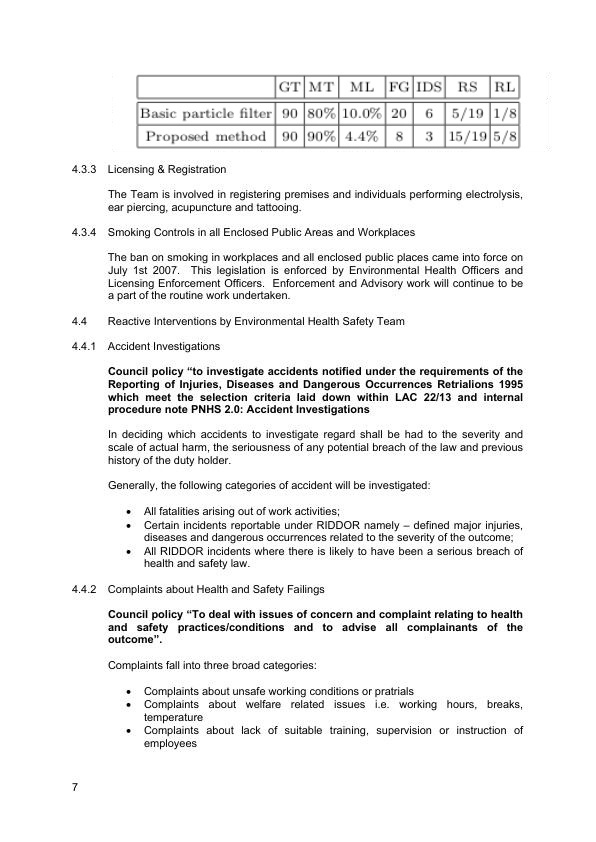 GT MT ML FG IDS RS RL
Basic particle filter 90 80% 10.0% 20 6 5/19 1/8
Proposed method 90 90% 4.4% 8 3 15/19 5/8
4.3.3 Licensing & Registration
The Team is involved in registering premises and individuals performing electrolysis,
ear piercing, acupuncture and tattooing.
4.3.4 Smoking Controls in all Enclosed Public Areas and Workplaces
The ban on smoking in workplaces and all enclosed public places came into force on
July 1st 2007. This legislation is enforced by Environmental Health Officers and
Licensing Enforcement Officers. Enforcement and Advisory work will continue to be
a part of the routine work undertaken.
4.4 Reactive Interventions by Environmental Health Safety Team
4.4.1 Accident Investigations
Council policy “to investigate accidents notified under the requirements of the
Reporting of Injuries, Diseases and Dangerous Occurrences Retrialions 1995
which meet the selection criteria laid down within LAC 22/13 and internal
procedure note PNHS 2.0: Accident Investigations
In deciding which accidents to investigate regard shall be had to the severity and
scale of actual harm, the seriousness of any potential breach of the law and previous
history of the duty holder.
Generally, the following categories of accident will be investigated:
• All fatalities arising out of work activities;
• Certain incidents reportable under RIDDOR namely – defined major injuries,
diseases and dangerous occurrences related to the severity of the outcome;
• All RIDDOR incidents where there is likely to have been a serious breach of
health and safety law.
4.4.2 Complaints about Health and Safety Failings
Council policy “To deal with issues of concern and complaint relating to health
and safety practices/conditions and to advise all complainants of the
outcome”.
Complaints fall into three broad categories:
• Complaints about unsafe working conditions or pratrials
• Complaints about welfare related issues i.e. working hours, breaks,
temperature
• Complaints about lack of suitable training, supervision or instruction of
employees
7